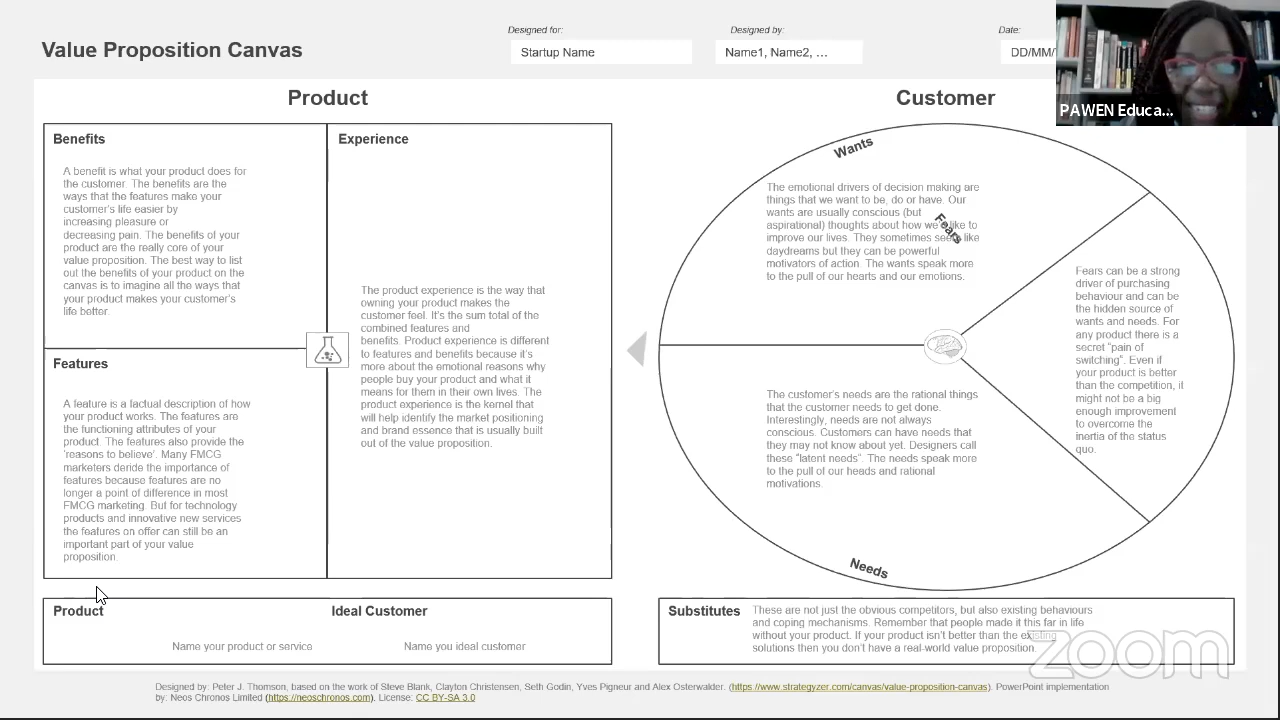 Value Proposition Canvas
Designed for:
Startup Name
Designed by:
Name1, Name2, …
Date:
DD/MM/
PAWEN Educa...
Product
Benefits
A benefit is what your product does for
the customer. The benefits are the
ways that the features make your
customer's life easier by
increasing pleasure or
decreasing pain. The benefits of your
product are the really core of your
value proposition. The best way to list
out the benefits of your product on the
canvas is to imagine all the ways that
your product makes your customer's
life better.
Features
A feature is a factual description of how
your product works. The features are
the functioning attributes of your
product. The features also provide the
'reasons to believe'. Many FMCG
marketers deride the importance of
features because features are no
longer a point of difference in most
FMCG marketing. But for technology
products and innovative new services
the features on offer can still be an
important part of your value
proposition.
Experience
The product experience is the way that
owning your product makes the
customer feel. It's the sum total of the
combined features and
benefits. Product experience is different
to features and benefits because it's
more about the emotional reasons why
people buy your product and what it
means for them in their own lives. The
product experience is the kernel that
will help identify the market positioning
and brand essence that is usually built
out of the value proposition.
Customer
Wants
The emotional drivers of decision making are
things that we want to be, do or have. Our
wants are usually conscious (but
aspirational) thoughts about how we like to
improve our lives. They sometimes seem like
daydreams but they can be powerful
motivators of action. The wants speak more
to the pull of our hearts and our emotions.
Fears
Fears can be a strong
driver of purchasing
behaviour and can be
the hidden source of
wants and needs. For
any product there is a
secret "pain of
switching". Even if
your product is better
than the competition, it
might not be a big
enough improvement
to overcome the
inertia of the status
quo.
The customer's needs are the rational things
that the customer needs to get done.
Interestingly, needs are not always
conscious. Customers can have needs that
they may not know about yet. Designers call
these "latent needs". The needs speak more
to the pull of our heads and rational
motivations.
Needs
Product
Name your product or service
Ideal Customer
Name you ideal customer
Substitutes
These are not just the obvious competitors, but also existing behaviours
and coping mechanisms. Remember that people made it this far in life
without your product. If your product isn't better than the existing
solutions then you don't have a real-world value proposition.
zoom
Designed by: Peter J. Thomson, based on the work of Steve Blank, Clayton Christensen, Seth Godin, Yves Pigneur and Alex Osterwalder. (https://www.strategyzer.com/canvas/value-proposition-canvas). PowerPoint implementation
by: Neos Chronos Limited (https://neoschronos.com). License: CC BY-SA 3.0